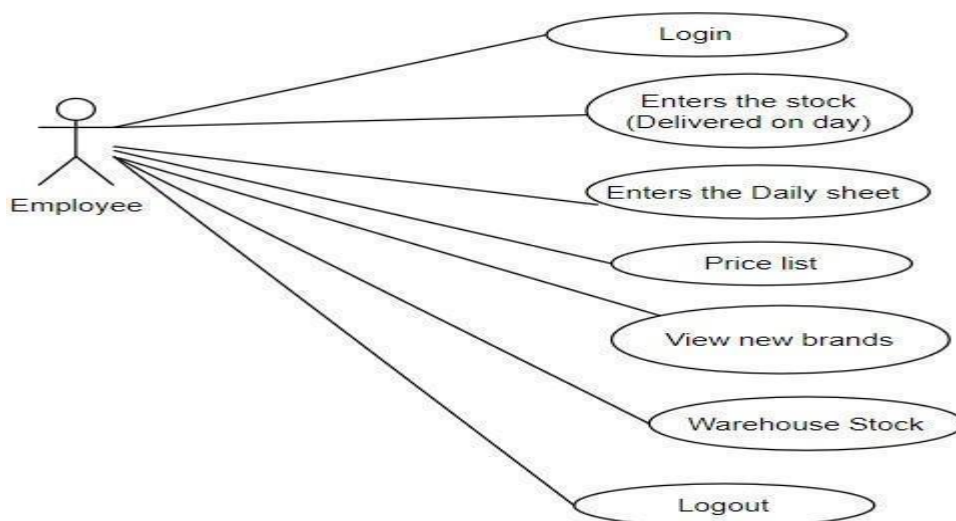 Login
Enters the stock
(Delivered on day)
Employee
Enters the Daily sheet
Price list
View new brands
Warehouse Stock
Logout